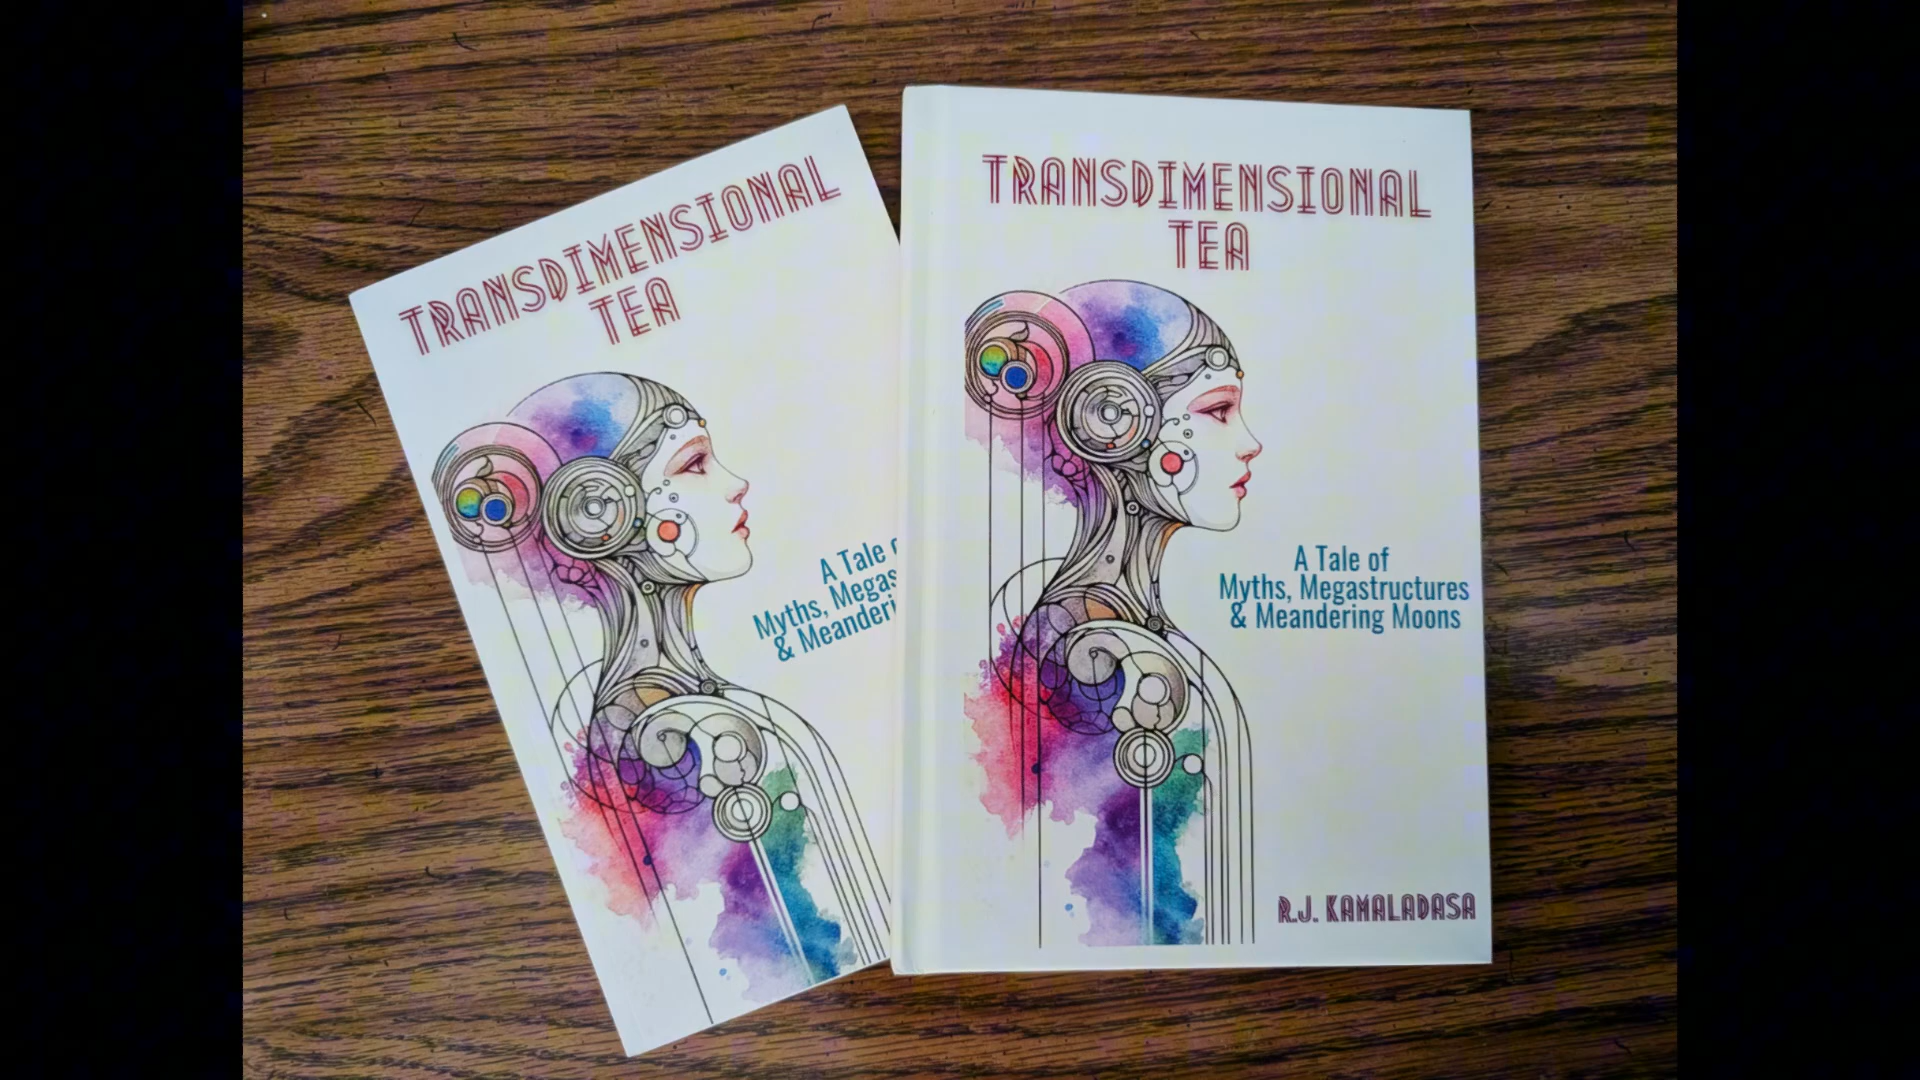 TRANSDIMENSIONAL
TEA
A Tale
Myths, Megas
& Meanderi
TRANSDIMENSIONAL
TEA
A Tale of
Myths, Megastructures
& Meandering Moons
R.J. KAMALADASA